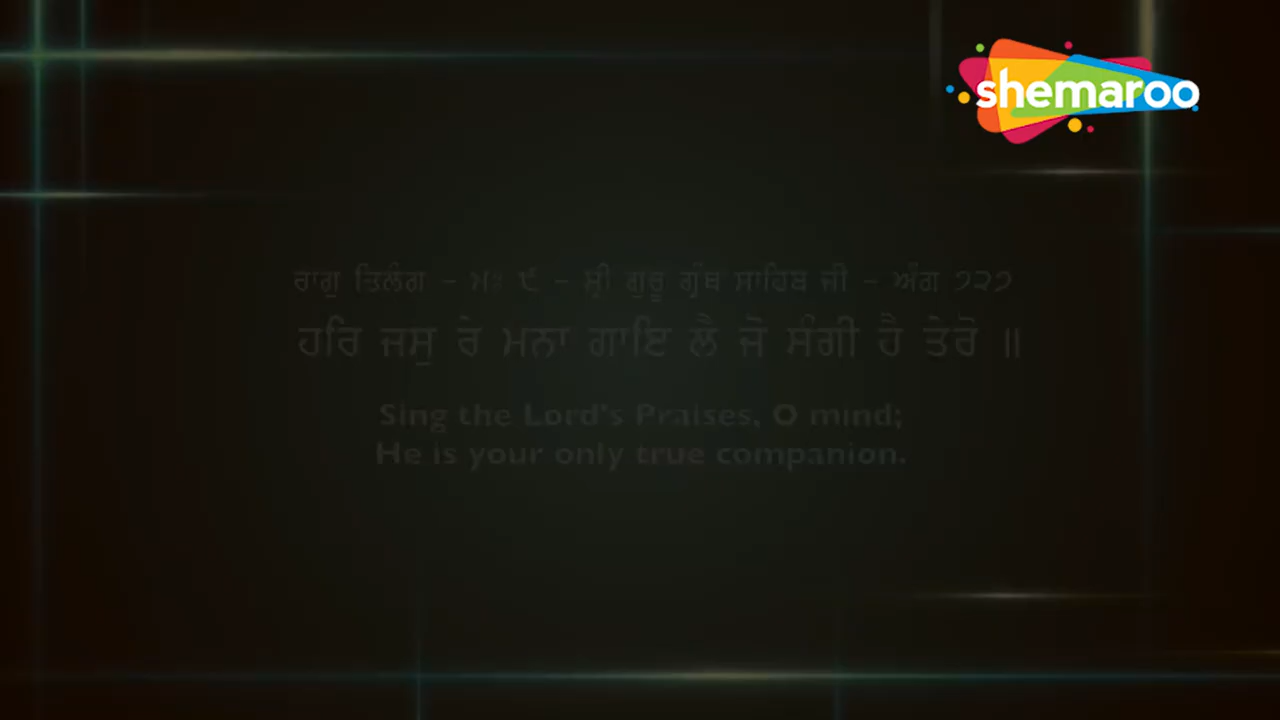 shemaroo
ਰਾਗੁ ਤਿਲੰਗ - ਮਃ ੯ - ਸ੍ਰੀ ਗੁਰੂ ਗ੍ਰੰਥ ਸਾਹਿਬ ਜੀ - ਅੰਗ ੭੨੭
ਹਰਿ ਜਸੁ ਰੇ ਮਨਾ ਗਾਇ ਲੈ ਜੋ ਸੰਗੀ ਹੈ ਤੇਰੋ ॥
Sing the Lord's Praises, O mind;
He is your only true companion.